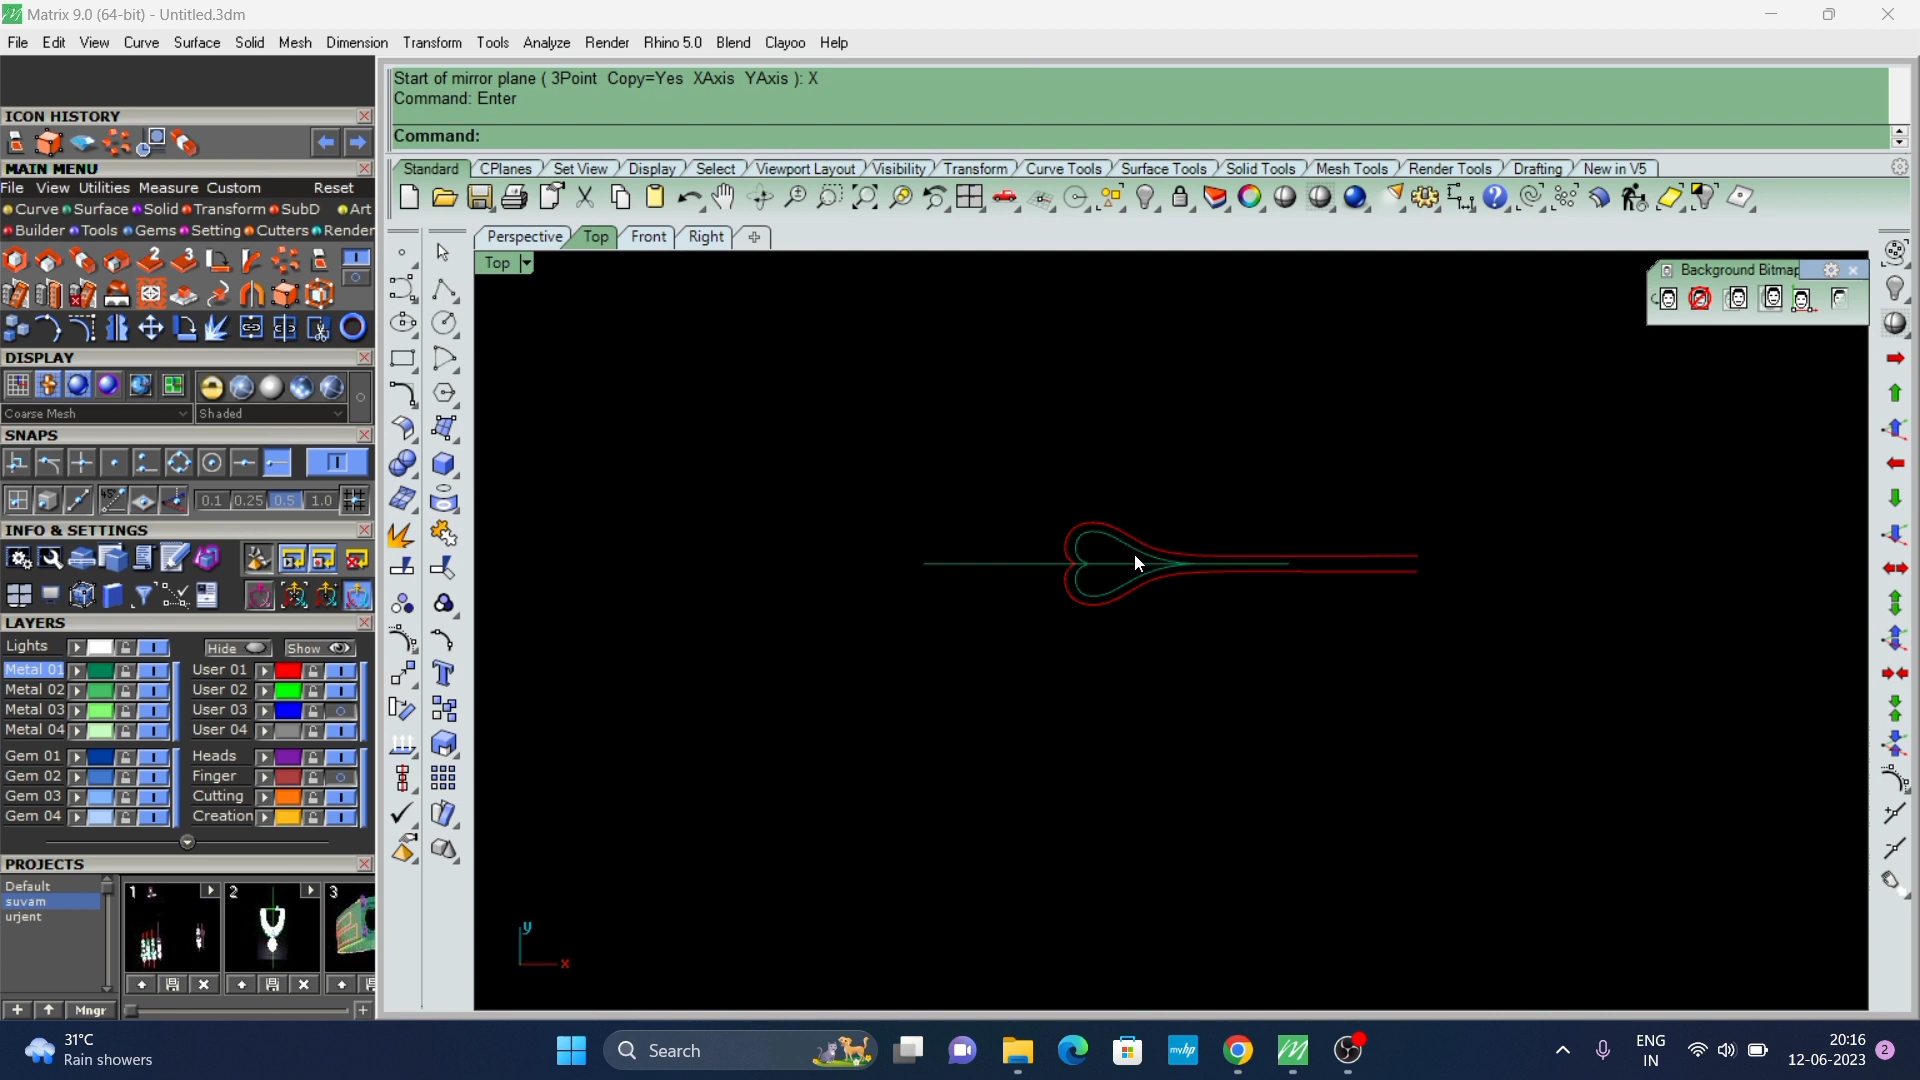 Matrix 9.0 (64-bit) - Untitled.3dm
File Edit View Curve Surface Solid Mesh Dimension Transform Tools Analyze Render Rhino 5.0 Blend Clayoo Help
Start of mirror plane ( 3Point Copy=Yes XAxis YAxis ): X
Command: Enter
Command:
ICON HISTORY
MAIN MENU
File View Utilities Measure Custom Reset
Curve Surface Solid Transform SubD Art
Builder Tools Gems Setting Cutters Render
Standard CPlanes Set View Display Select Viewport Layout Visibility Transform Curve Tools Surface Tools Solid Tools Mesh Tools Render Tools Drafting New in V5
Perspective Top Front Right
Top
Background Bitmap
DISPLAY
Coarse Mesh Shaded
SNAPS
0.1 0.25 0.5 1.0
INFO & SETTINGS
LAYERS
Lights Hide Show
Metal 01 User 01
Metal 02 User 02
Metal 03 User 03
Metal 04 User 04
Gem 01 Heads
Gem 02 Finger
Gem 03 Cutting
Gem 04 Creation
PROJECTS
Default
suvam
urjent
1 2 3
Mngr
y
x
31°C
Rain showers
Search
myhp
ENG
IN
20:16
12-06-2023
2